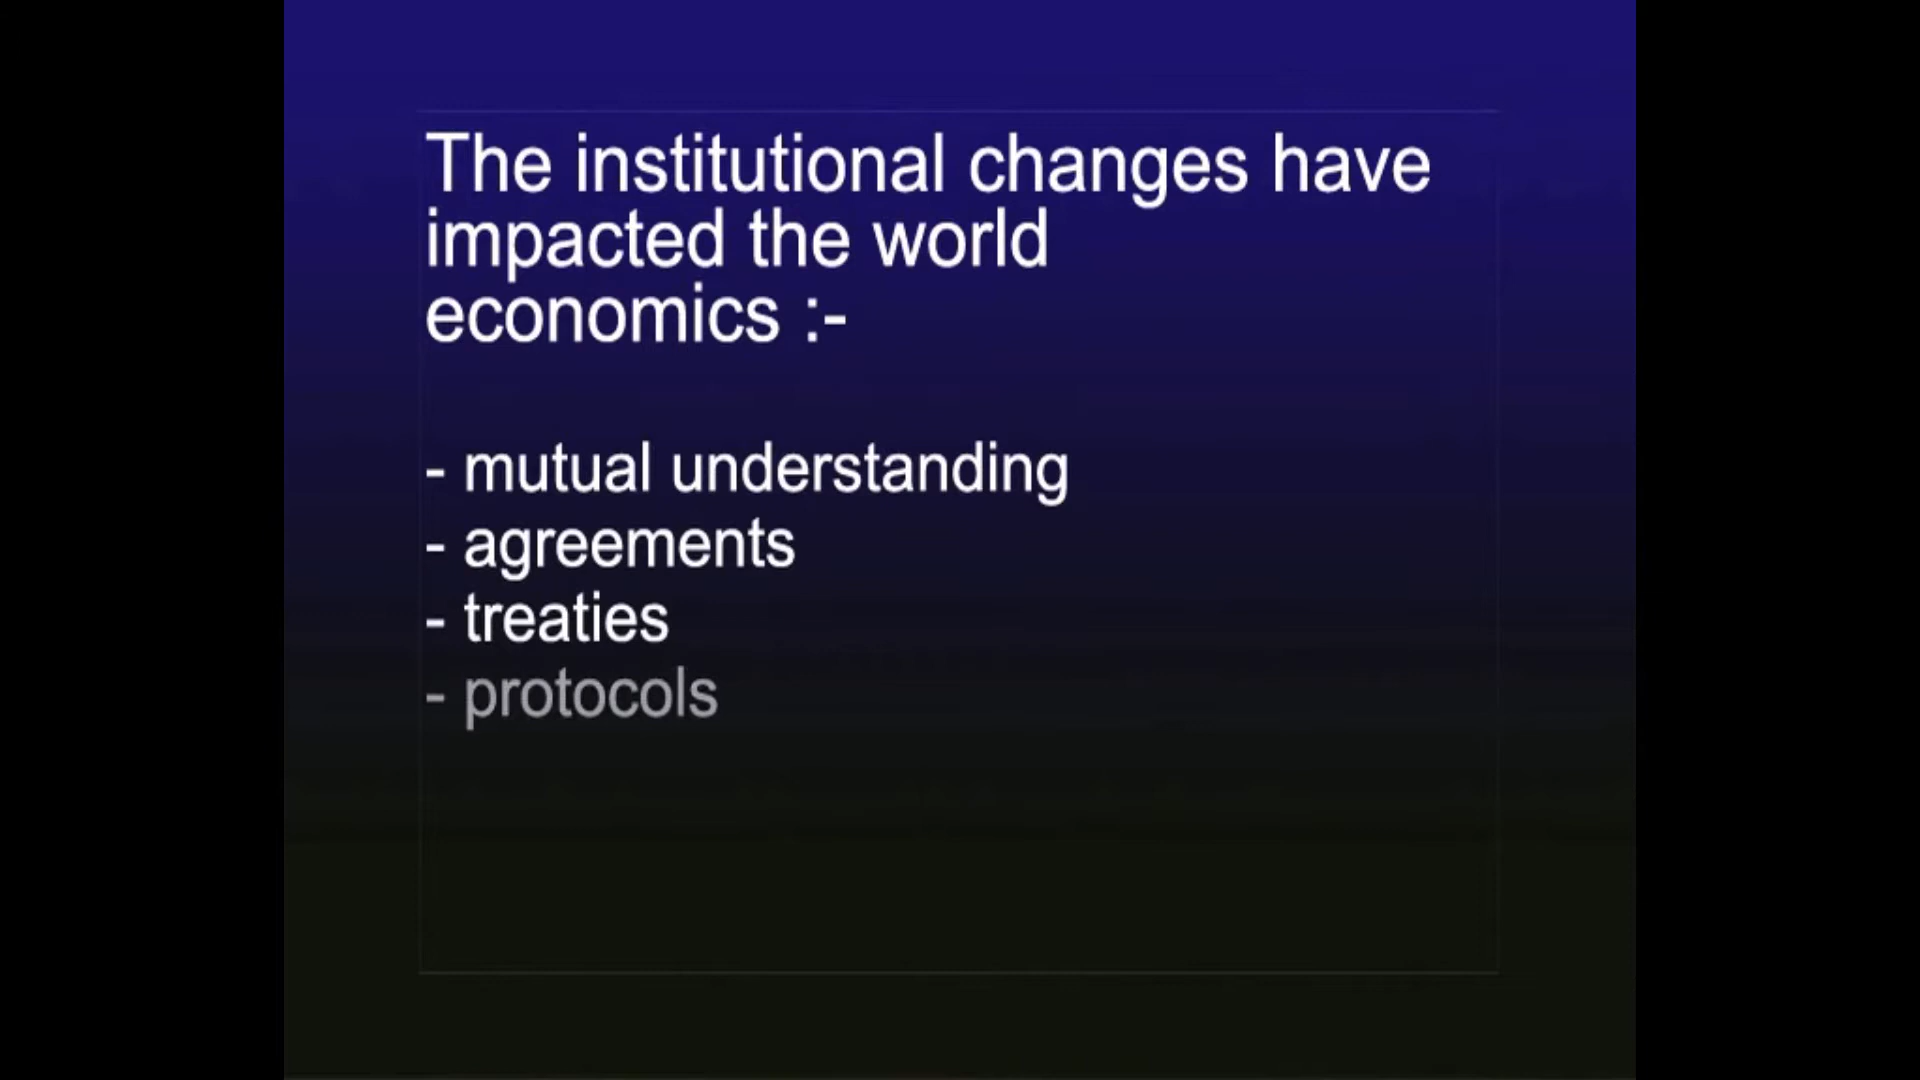 The institutional changes have
impacted the world
economics :-
- mutual understanding
- agreements
- treaties
- protocols